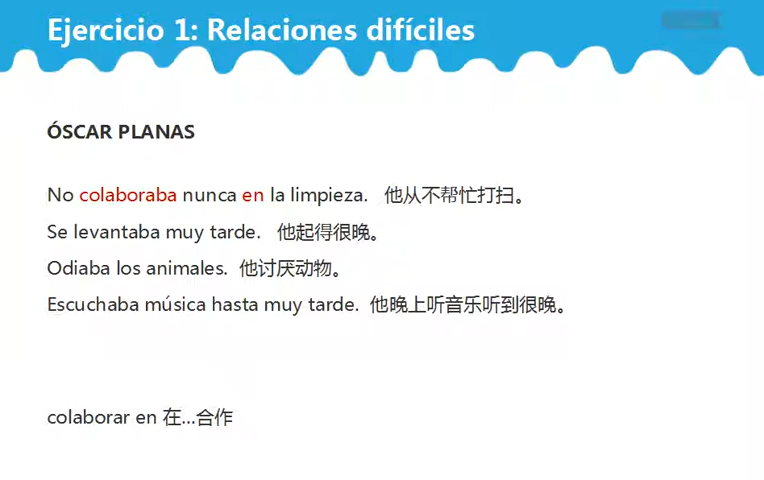 Ejercicio 1: Relaciones difíciles
ÓSCAR PLANAS
No colaboraba nunca en la limpieza. 他从不帮忙打扫。
Se levantaba muy tarde. 他起得很晚。
Odiaba los animales. 他讨厌动物。
Escuchaba música hasta muy tarde. 他晚上听音乐听到很晚。
colaborar en 在...合作